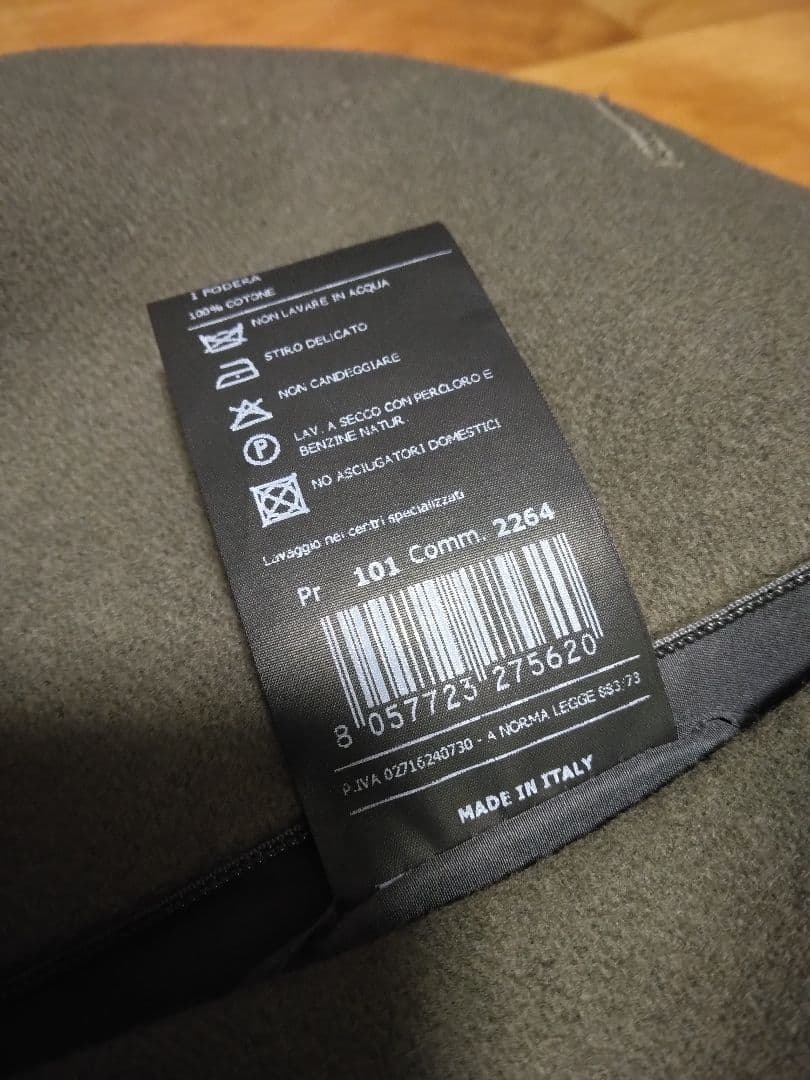 1 FODERA
100% COTONE
NON LAVARE IN ACQUA
STIRO DELICATO
NON CANDEGGIARE
P
LAV. A SECCO CON PERCLORO E
BENZINE NATUR.
NO ASCIUGATORI DOMESTICI
Lavaggio nei centri specializzati
Pr 101 Comm. 2264
8 057723 275620
P.IVA 02716240730 - A NORMA LEGGE 883/73
MADE IN ITALY